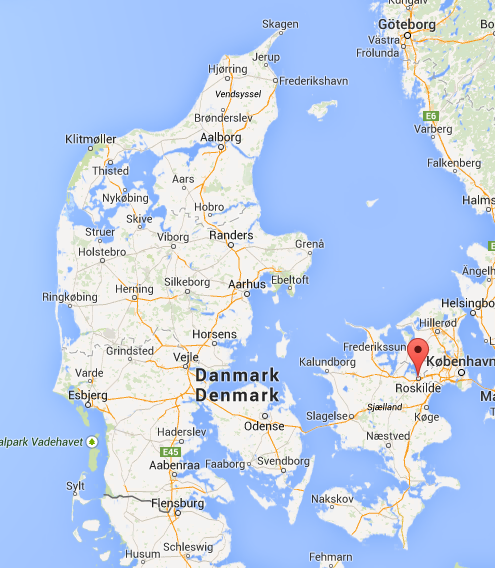 Skagen
Göteborg
Bo
Västra
Frölunda
Jerup
Hjørring
Frederikshavn
Vendsyssel
E6
Brønderslev
Varberg
Klitmøller
Aalborg
Falkenberg
Thisted
Aars
Nykøbing
Hobro
Halms
Skive
Struer
Viborg
Randers
Grenå
E
Holstebro
Ängelh
Silkeborg
Aarhus
Ebeltoft
Herning
Ringkøbing
Helsingbo
Hillerød
Horsens
Frederikssun
Grindsted
Vejle
Kalundborg
København
Varde
Danmark
Denmark
Roskilde
Esbjerg
Sjælland
Ma
Slagelse
Køge
Odense
Haderslev
Næstved
alpark Vadehavet
E45
Aabenraa
Faaborg
Svendborg
Sylt
Nakskov
Flensburg
Schleswig
Husum
Fehmarn